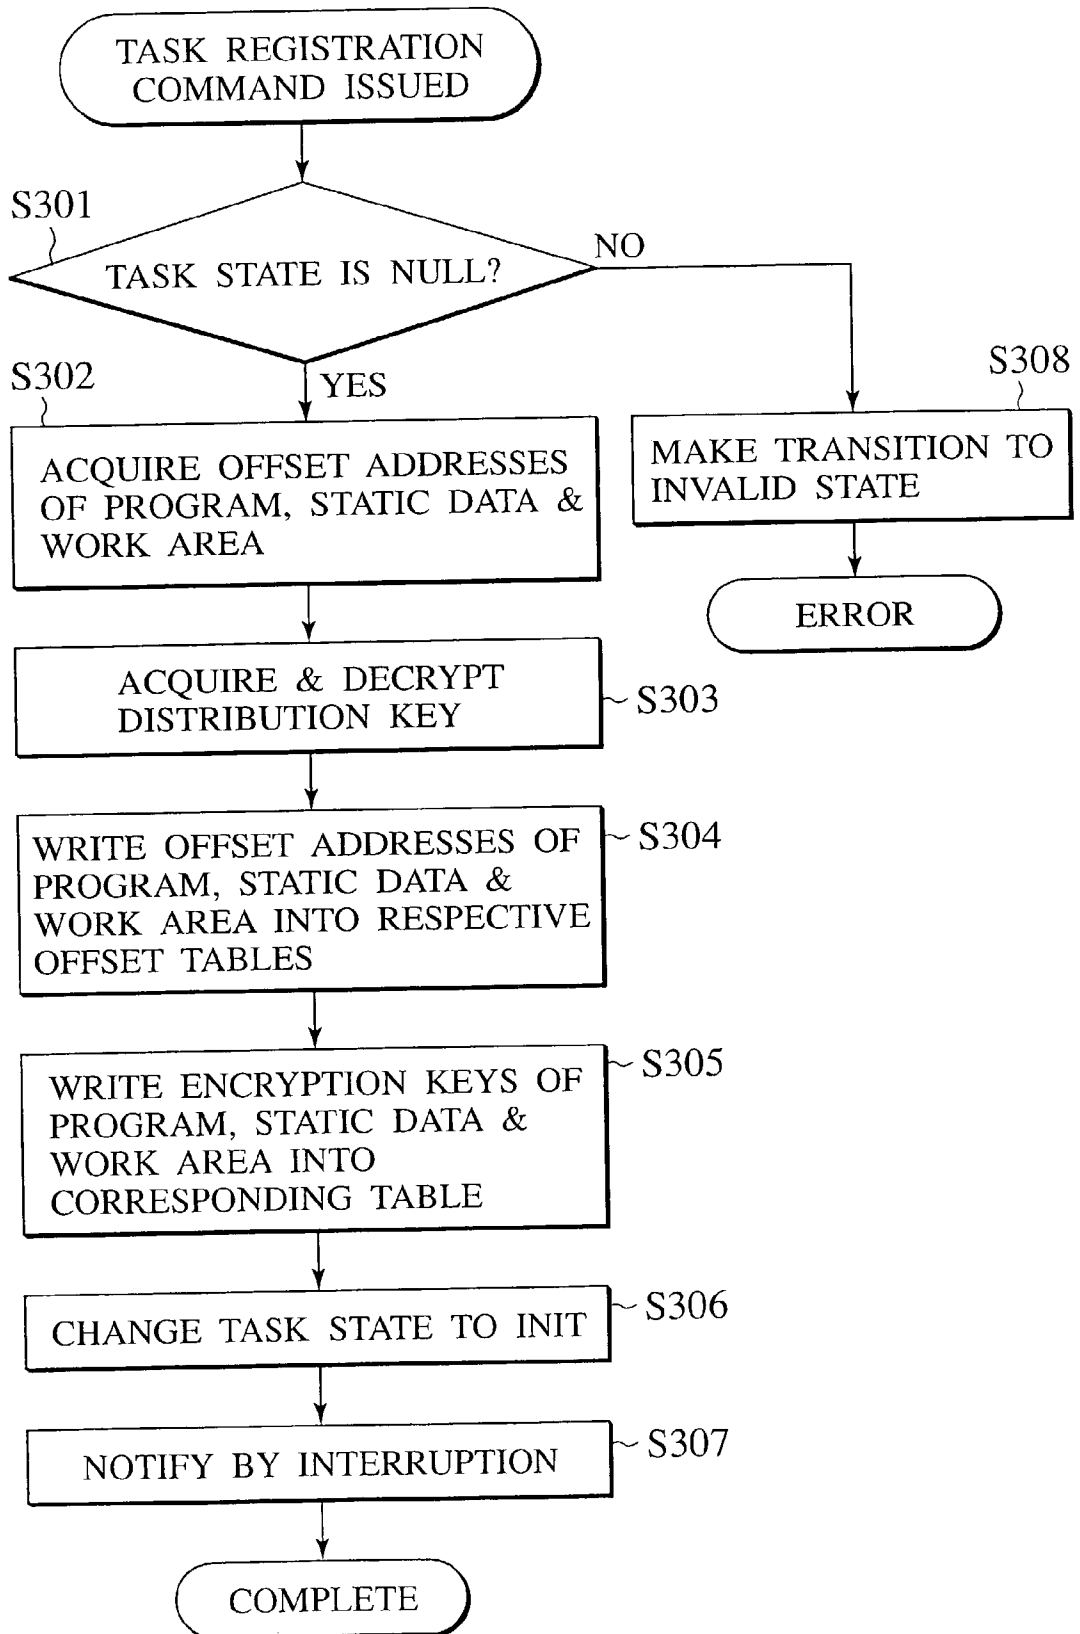 TASK REGISTRATION
COMMAND ISSUED
S301
TASK STATE IS NULL?
NO
YES
S302
ACQUIRE OFFSET ADDRESSES
OF PROGRAM, STATIC DATA &
WORK AREA
S308
MAKE TRANSITION TO
INVALID STATE
ERROR
ACQUIRE & DECRYPT
DISTRIBUTION KEY
S303
WRITE OFFSET ADDRESSES OF
PROGRAM, STATIC DATA &
WORK AREA INTO RESPECTIVE
OFFSET TABLES
S304
WRITE ENCRYPTION KEYS OF
PROGRAM, STATIC DATA &
WORK AREA INTO
CORRESPONDING TABLE
S305
CHANGE TASK STATE TO INIT
S306
NOTIFY BY INTERRUPTION
S307
COMPLETE